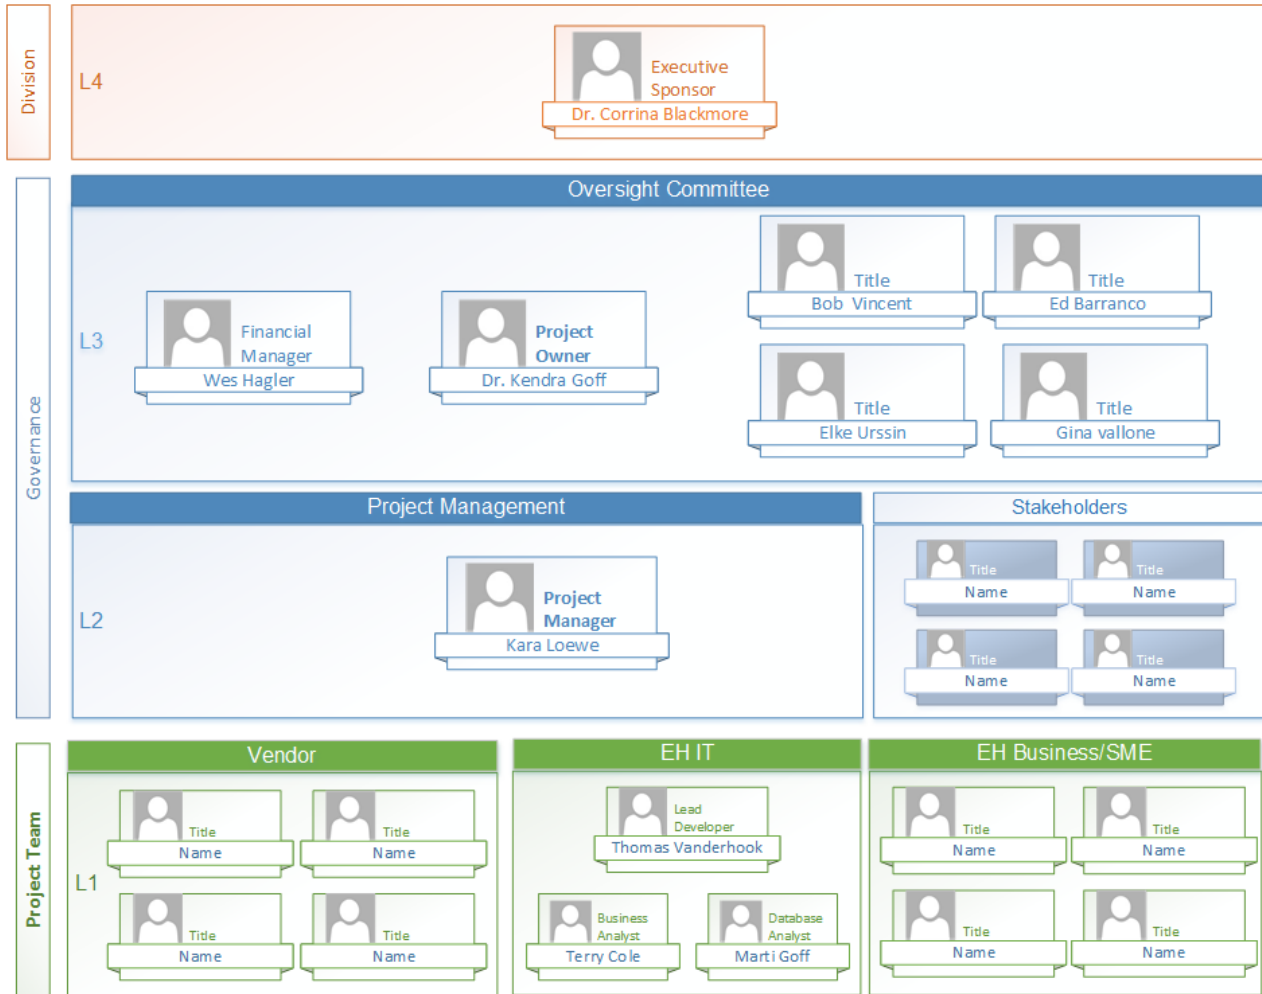 Division
L4
Executive
Sponsor
Dr. Corrina Blackmore
Governance
Oversight Committee
L3
Financial
Manager
Wes Hagler
Project
Owner
Dr. Kendra Goff
Title
Bob  Vincent
Title
Ed Barranco
Title
Elke Urssin
Title
Gina vallone
Project Management
L2
Project
Manager
Kara Loewe
Stakeholders
Title
Name
Title
Name
Title
Name
Title
Name
Project Team
L1
Vendor
Title
Name
Title
Name
Title
Name
Title
Name
EH IT
Lead
Developer
Thomas Vanderhook
Business
Analyst
Terry Cole
Database
Analyst
Marti Goff
EH Business/SME
Title
Name
Title
Name
Title
Name
Title
Name